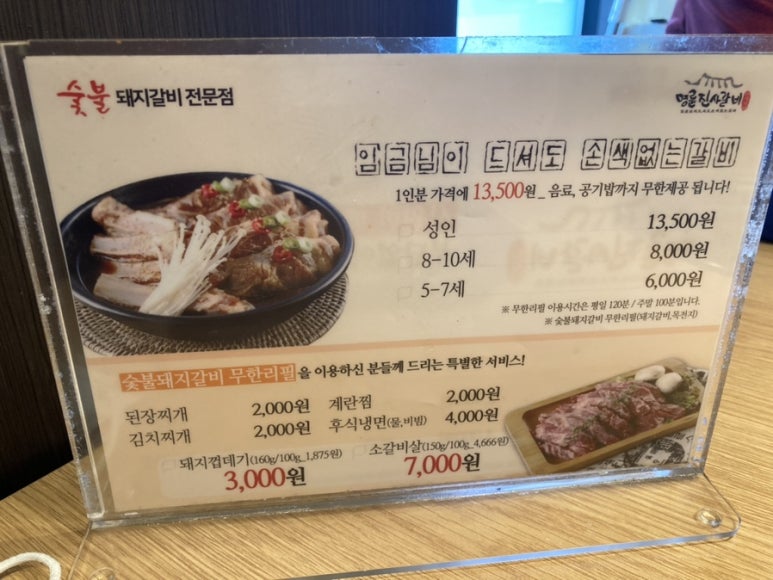 숯불 돼지갈비 전문점
명륜진사갈비
임금님이 드셔도 손색없는갈비
1인분 가격에 13,500원_ 음료, 공기밥까지 무한제공 됩니다!
성인 13,500원
8-10세 8,000원
5-7세 6,000원
※ 무한리필 이용시간은 평일 120분 / 주말 100분입니다.
※ 숯불돼지갈비 무한리필(돼지갈비,목전지)
숯불돼지갈비 무한리필을 이용하신 분들께 드리는 특별한 서비스!
된장찌개 2,000원 계란찜 2,000원
김치찌개 2,000원 후식냉면(물,비빔) 4,000원
돼지껍데기(160g/100g_1,875원) 소갈비살(150g/100g_4,666원)
3,000원 7,000원